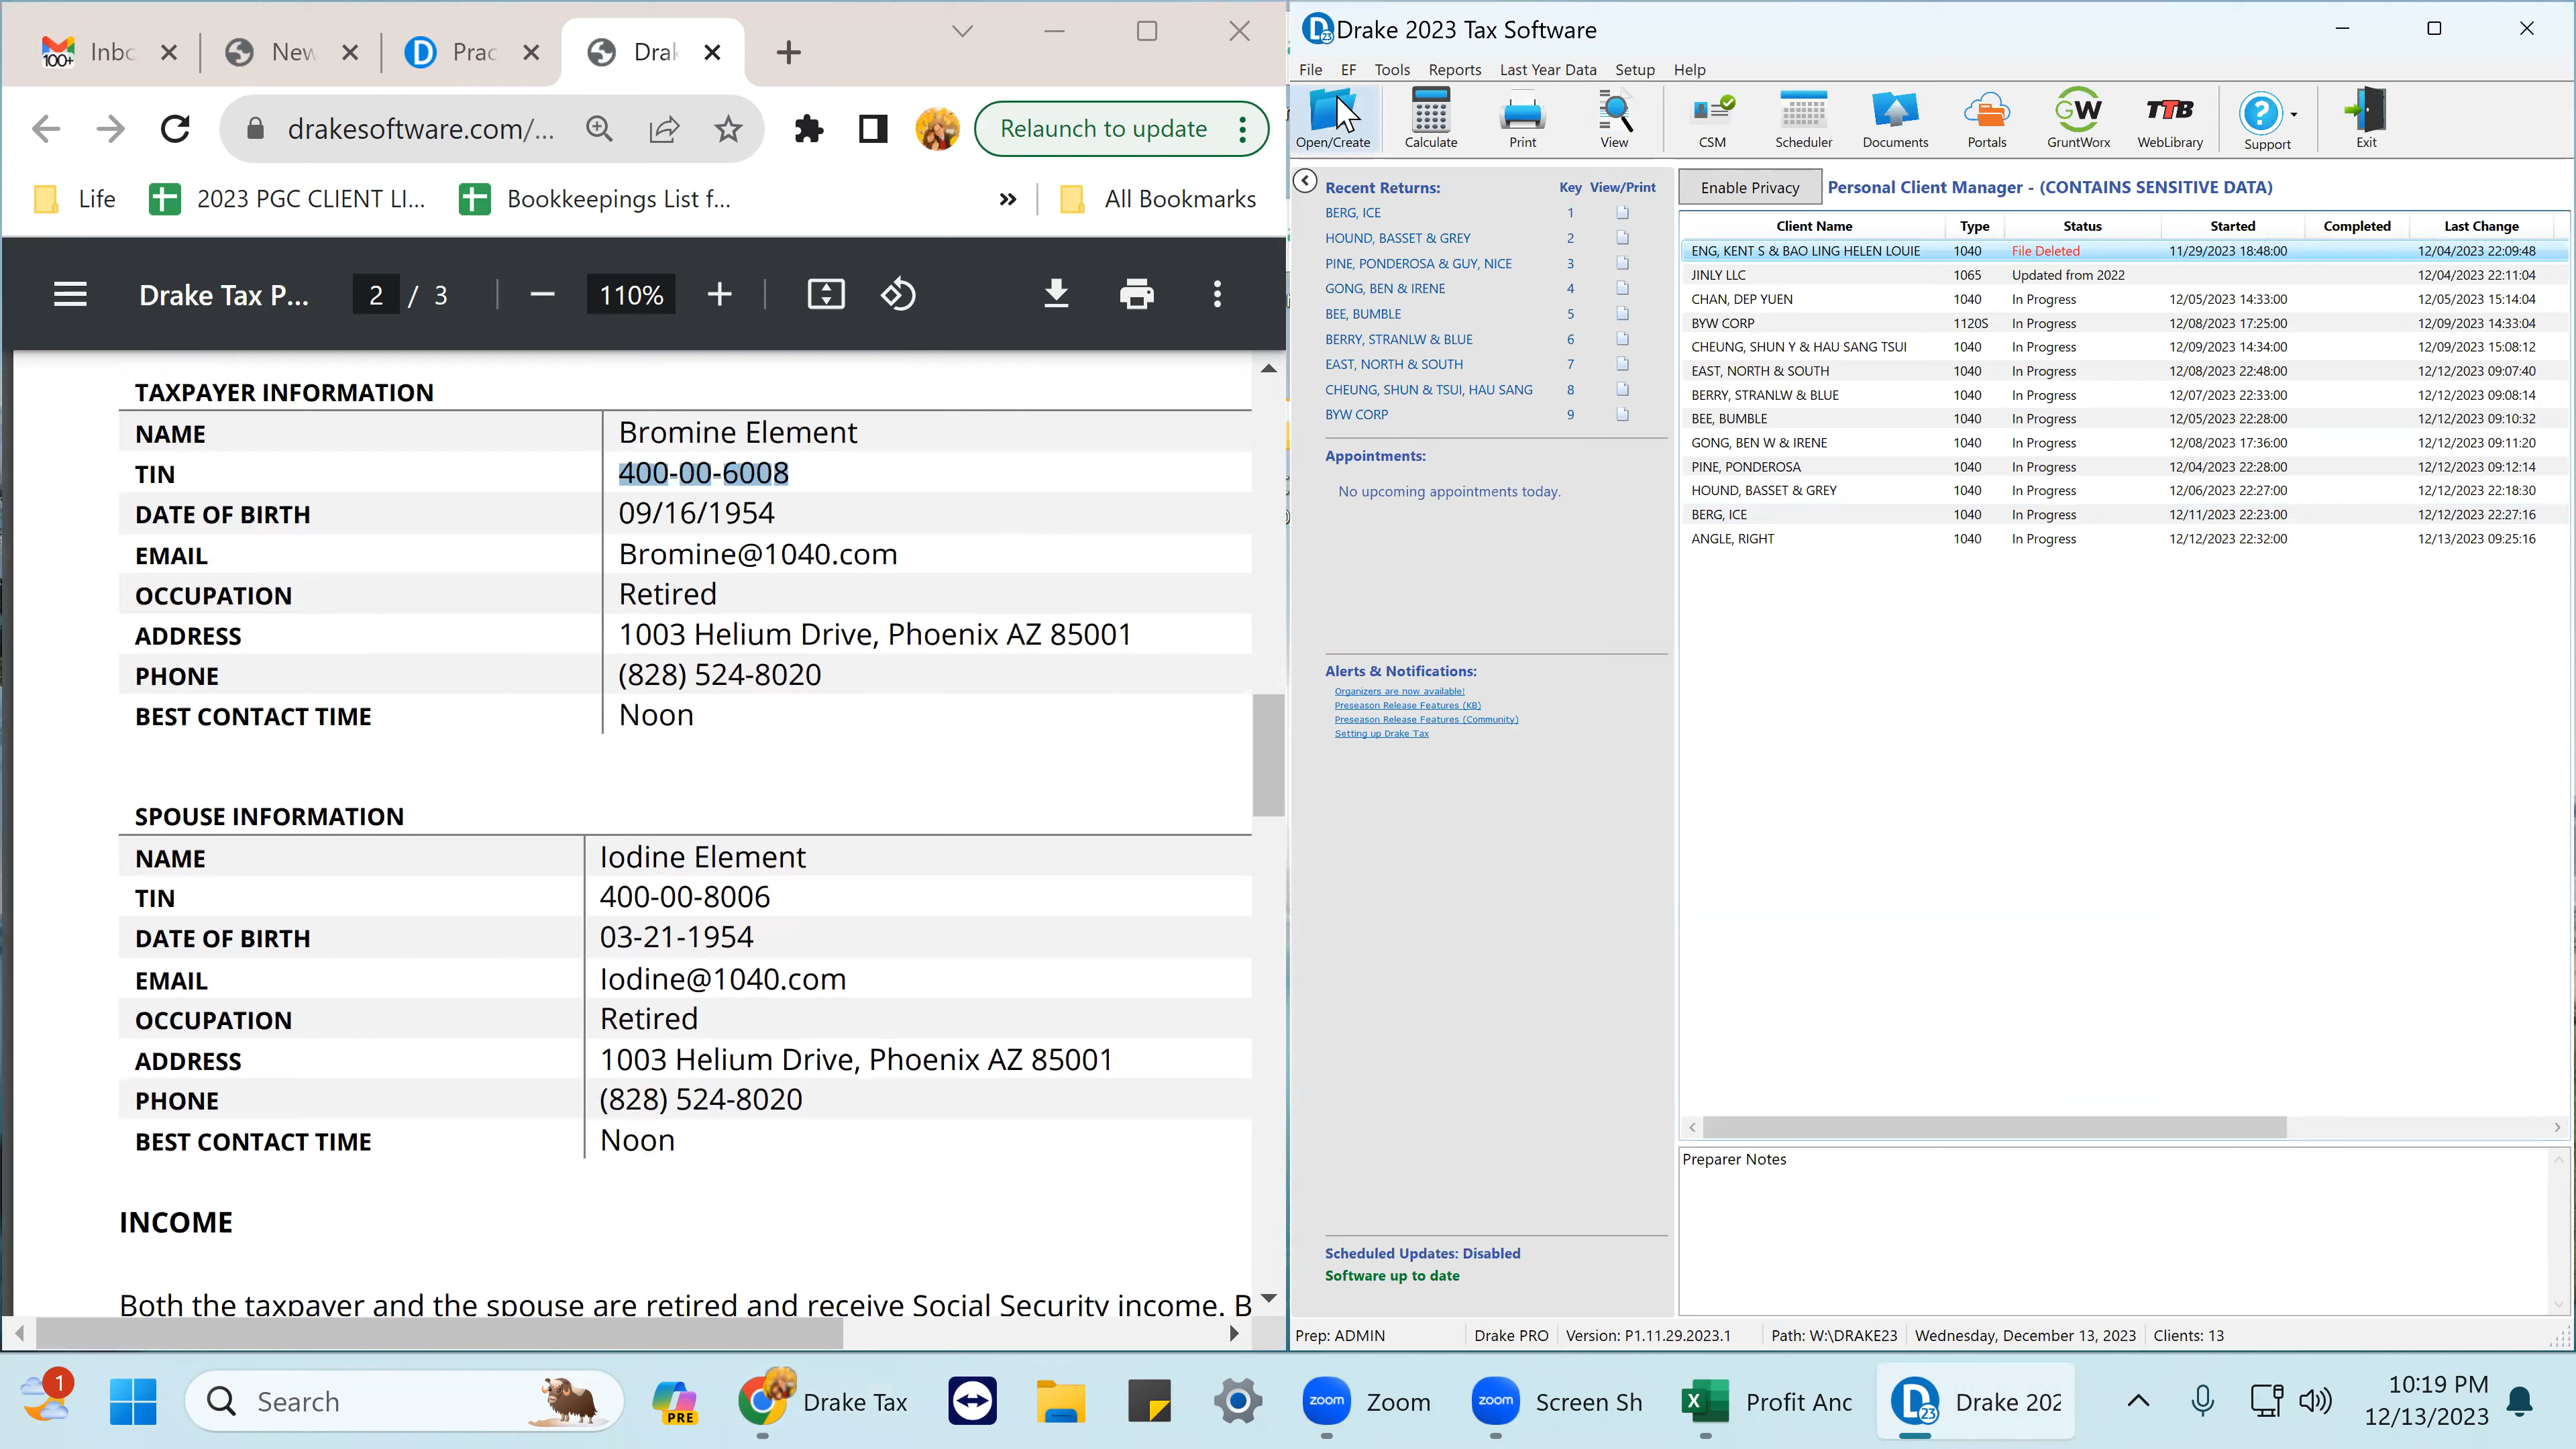 Inbc
New
Prac
Drak
drakesoftware.com/...
Relaunch to update
Life
2023 PGC CLIENT LI...
Bookkeepings List f...
»
All Bookmarks
Drake Tax P...
2 / 3
110%
TAXPAYER INFORMATION
NAME Bromine Element
TIN 400-00-6008
DATE OF BIRTH 09/16/1954
EMAIL Bromine@1040.com
OCCUPATION Retired
ADDRESS 1003 Helium Drive, Phoenix AZ 85001
PHONE (828) 524-8020
BEST CONTACT TIME Noon
SPOUSE INFORMATION
NAME Iodine Element
TIN 400-00-8006
DATE OF BIRTH 03-21-1954
EMAIL Iodine@1040.com
OCCUPATION Retired
ADDRESS 1003 Helium Drive, Phoenix AZ 85001
PHONE (828) 524-8020
BEST CONTACT TIME Noon
INCOME
Both the taxpayer and the spouse are retired and receive Social Security income. B
Drake 2023 Tax Software
File EF Tools Reports Last Year Data Setup Help
Open/Create Calculate Print View CSM Scheduler Documents Portals GruntWorx WebLibrary Support Exit
Recent Returns: Key View/Print
BERG, ICE 1
HOUND, BASSET & GREY 2
PINE, PONDEROSA & GUY, NICE 3
GONG, BEN & IRENE 4
BEE, BUMBLE 5
BERRY, STRANLW & BLUE 6
EAST, NORTH & SOUTH 7
CHEUNG, SHUN & TSUI, HAU SANG 8
BYW CORP 9
Appointments:
No upcoming appointments today.
Alerts & Notifications:
Organizers are now available!
Preseason Release Features (KB)
Preseason Release Features (Community)
Setting up Drake Tax
Scheduled Updates: Disabled
Software up to date
Enable Privacy Personal Client Manager - (CONTAINS SENSITIVE DATA)
Client Name Type Status Started Completed Last Change
ENG, KENT S & BAO LING HELEN LOUIE 1040 File Deleted 11/29/2023 18:48:00 12/04/2023 22:09:48
JINLY LLC 1065 Updated from 2022 12/04/2023 22:11:04
CHAN, DEP YUEN 1040 In Progress 12/05/2023 14:33:00 12/05/2023 15:14:04
BYW CORP 1120S In Progress 12/08/2023 17:25:00 12/09/2023 14:33:04
CHEUNG, SHUN Y & HAU SANG TSUI 1040 In Progress 12/09/2023 14:34:00 12/09/2023 15:08:12
EAST, NORTH & SOUTH 1040 In Progress 12/08/2023 22:48:00 12/12/2023 09:07:40
BERRY, STRANLW & BLUE 1040 In Progress 12/07/2023 22:33:00 12/12/2023 09:08:14
BEE, BUMBLE 1040 In Progress 12/05/2023 22:28:00 12/12/2023 09:10:32
GONG, BEN W & IRENE 1040 In Progress 12/08/2023 17:36:00 12/12/2023 09:11:20
PINE, PONDEROSA 1040 In Progress 12/04/2023 22:28:00 12/12/2023 09:12:14
HOUND, BASSET & GREY 1040 In Progress 12/06/2023 22:27:00 12/12/2023 22:18:30
BERG, ICE 1040 In Progress 12/11/2023 22:23:00 12/12/2023 22:27:16
ANGLE, RIGHT 1040 In Progress 12/12/2023 22:32:00 12/13/2023 09:25:16
Preparer Notes
Prep: ADMIN Drake PRO Version: P1.11.29.2023.1 Path: W:\DRAKE23 Wednesday, December 13, 2023 Clients: 13
1 Search PRE Drake Tax zoom Zoom zoom Screen Sh Profit Anc Drake 202
10:19 PM
12/13/2023